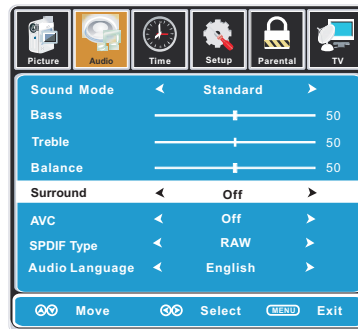 Picture Audio Time Setup Parental TV
Sound Mode Standard
Bass 50
Treble 50
Balance 50
Surround Off
AVC Off
SPDIF Type RAW
Audio Language English
Move Select MENU Exit